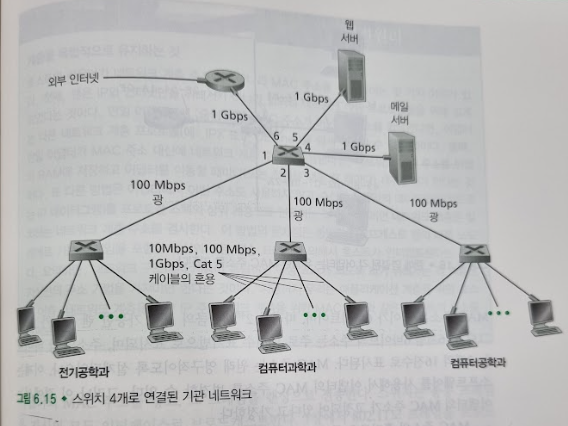 웹
서버
외부 인터넷
1 Gbps
1 Gbps
메일
서버
6
5
1
4
1 Gbps
2
3
100 Mbps
광
100 Mbps
광
100 Mbps
광
10Mbps, 100 Mbps,
1Gbps, Cat 5
케이블의 혼용
전기공학과
컴퓨터과학과
컴퓨터공학과
그림 6.15 ◆ 스위치 4개로 연결된 기관 네트워크